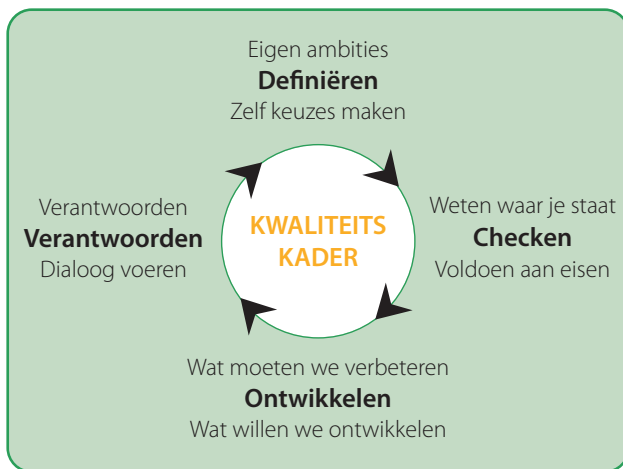 Eigen ambities
Definiëren
Zelf keuzes maken
Weten waar je staat
Checken
Voldoen aan eisen
Wat moeten we verbeteren
Ontwikkelen
Wat willen we ontwikkelen
Verantwoorden
Verantwoorden
Dialoog voeren
KWALITEITS
KADER